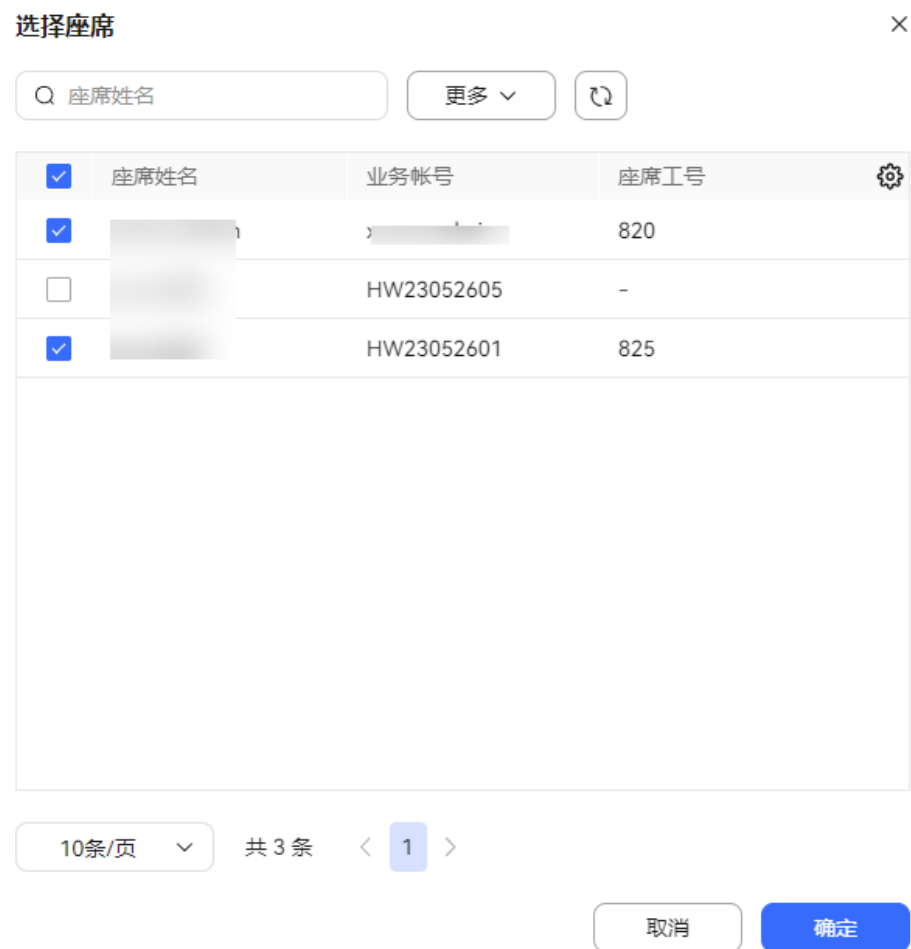 选择座席
座席姓名 更多
座席姓名 业务帐号 座席工号
820
HW23052605 -
HW23052601 825
10条/页 共 3 条 1
取消 确定